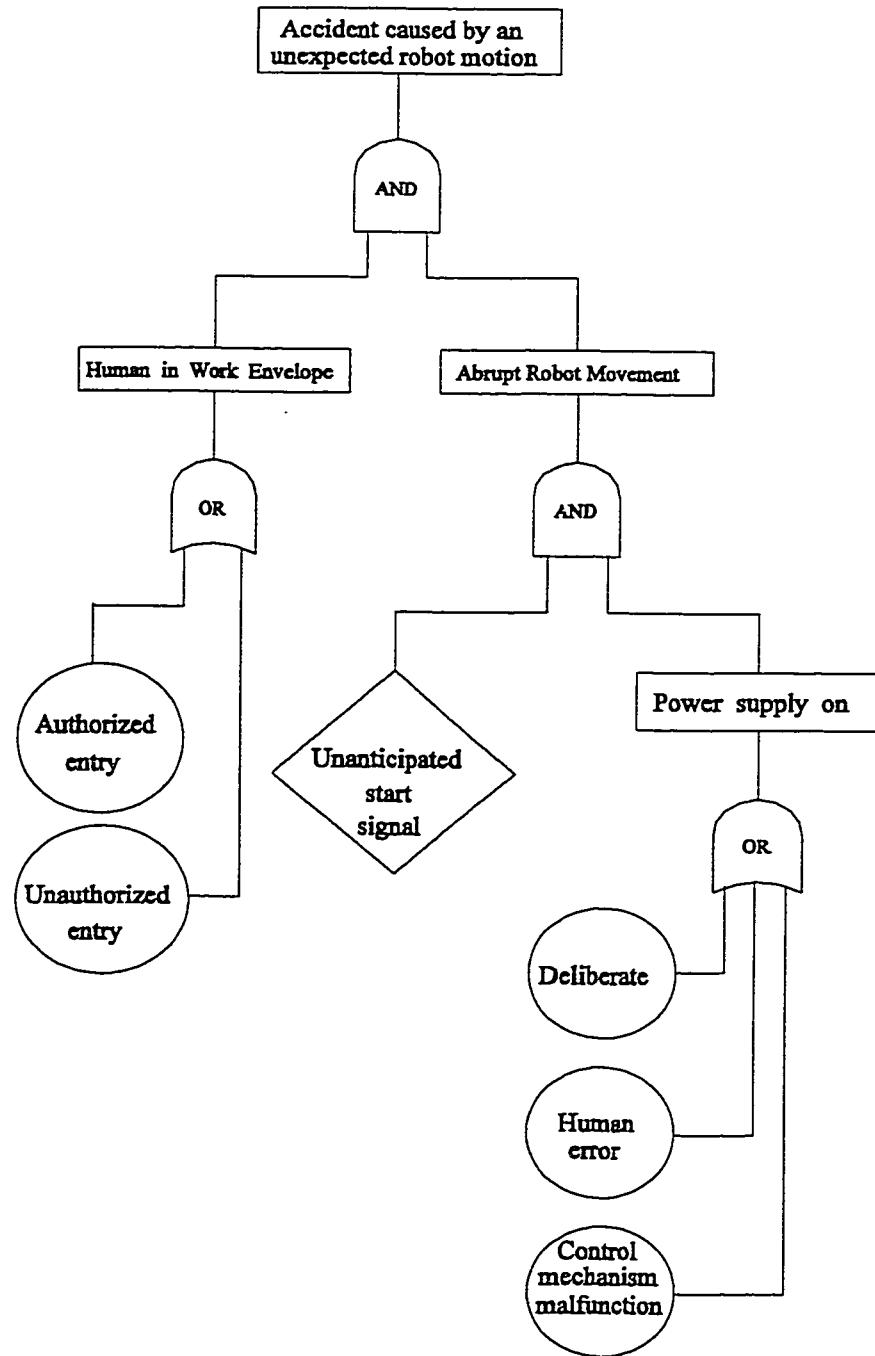 Accident caused by an
unexpected robot motion
AND
Human in Work Envelope
Abrupt Robot Movement
OR
AND
Authorized
entry
Unanticipated
start
signal
Power supply on
Unauthorized
entry
OR
Deliberate
Human
error
Control
mechanism
malfunction